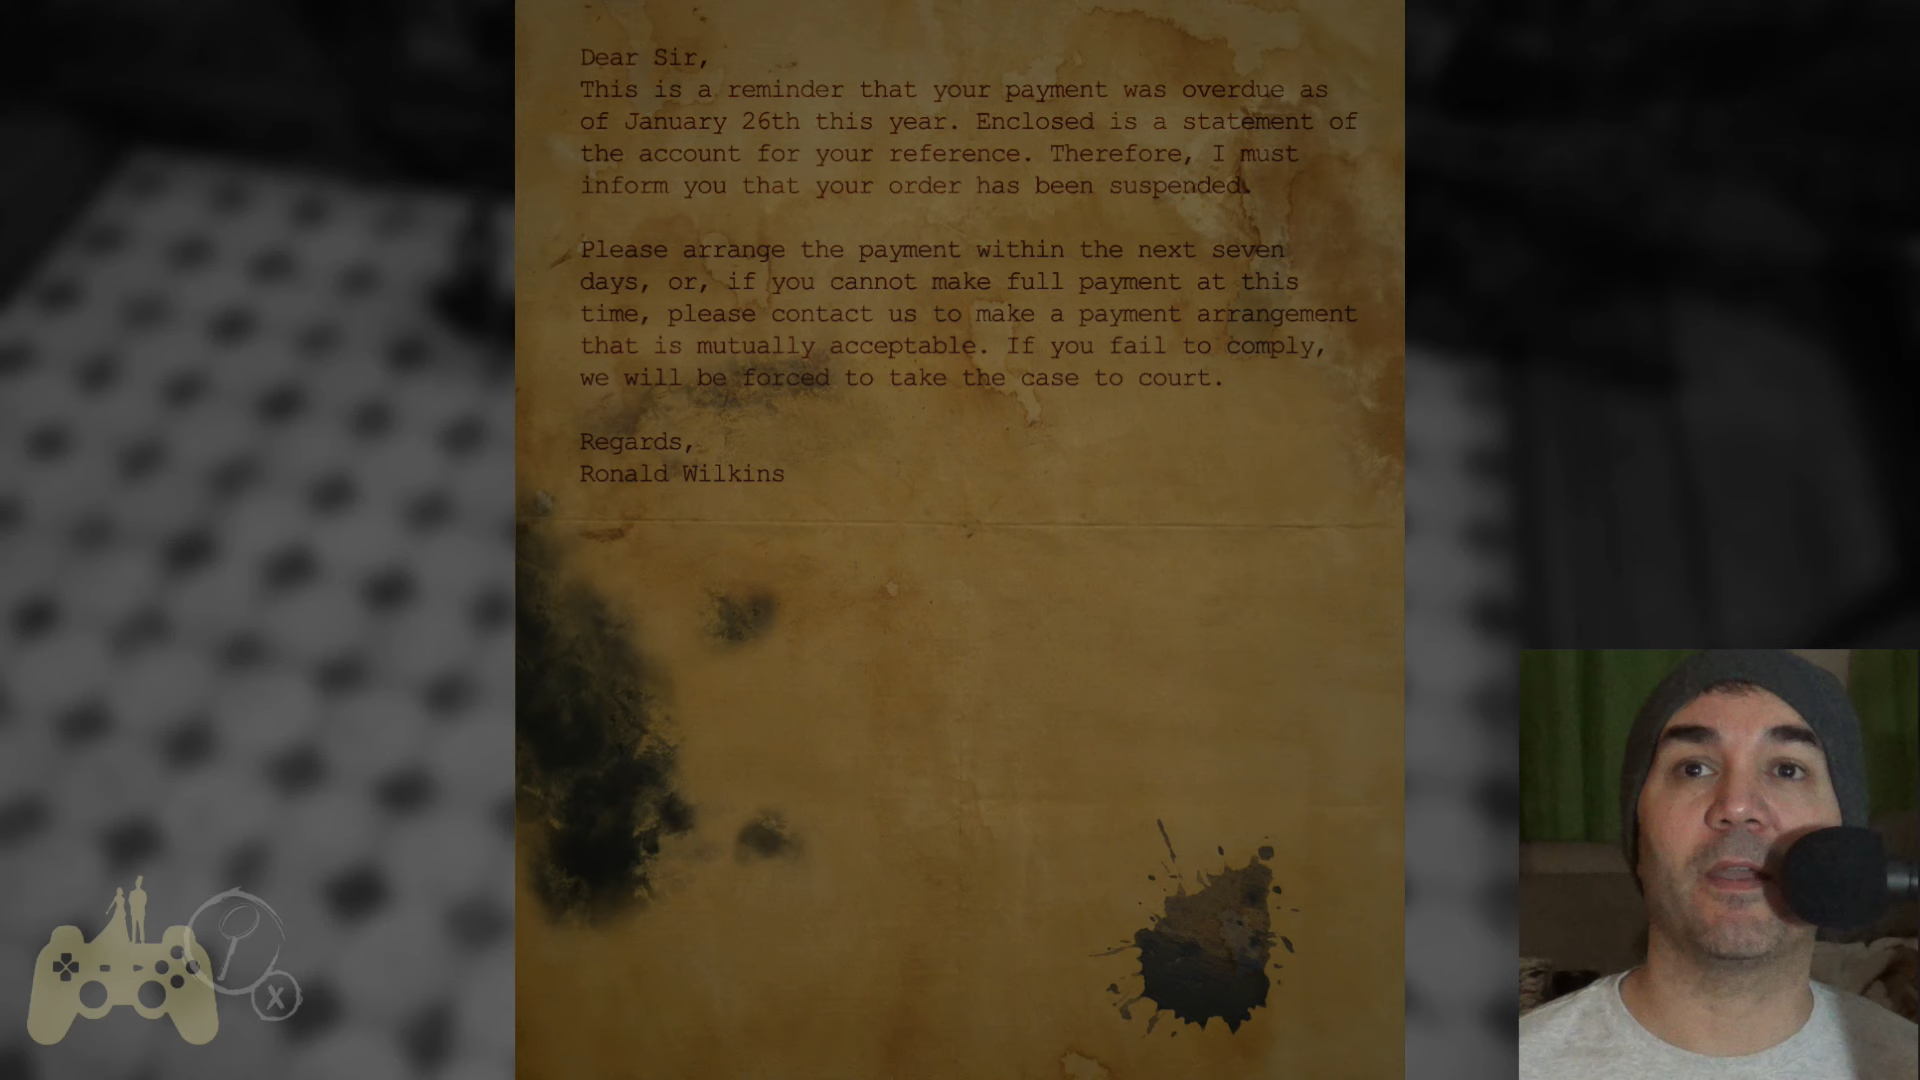 Dear Sir,
This is a reminder that your payment was overdue as
of January 26th this year. Enclosed is a statement of
the account for your reference. Therefore, I must
inform you that your order has been suspended.
Please arrange the payment within the next seven
days, or, if you cannot make full payment at this
time, please contact us to make a payment arrangement
that is mutually acceptable. If you fail to comply,
we will be forced to take the case to court.
Regards,
Ronald Wilkins
X